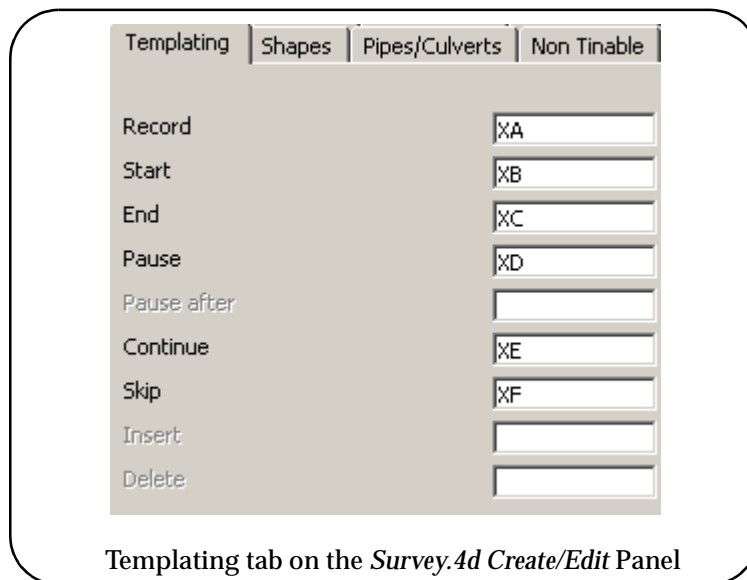 Templating Shapes Pipes/Culverts Non Tinable
Record XA
Start XB
End XC
Pause XD
Pause after
Continue XE
Skip XF
Insert
Delete
Templating tab on the Survey.4d Create/Edit Panel